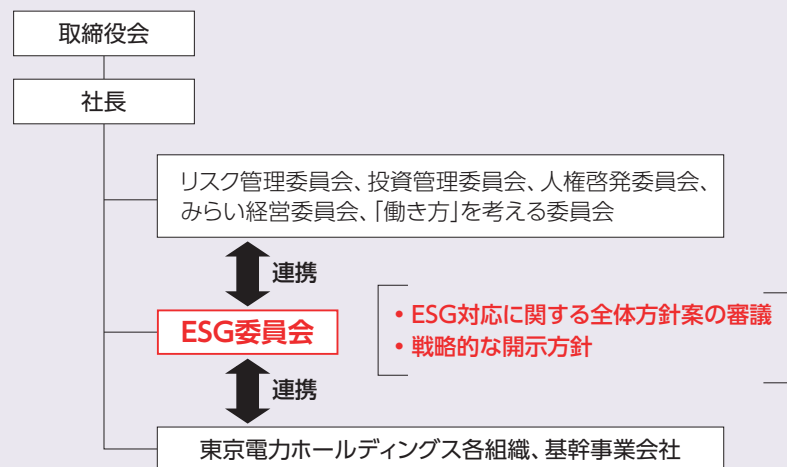 取締役会
社長
リスク管理委員会、投資管理委員会、人権啓発委員会、
みらい経営委員会、「働き方」を考える委員会
連携
ESG委員会
• ESG対応に関する全体方針案の審議
• 戦略的な開示方針
連携
東京電力ホールディングス各組織、基幹事業会社